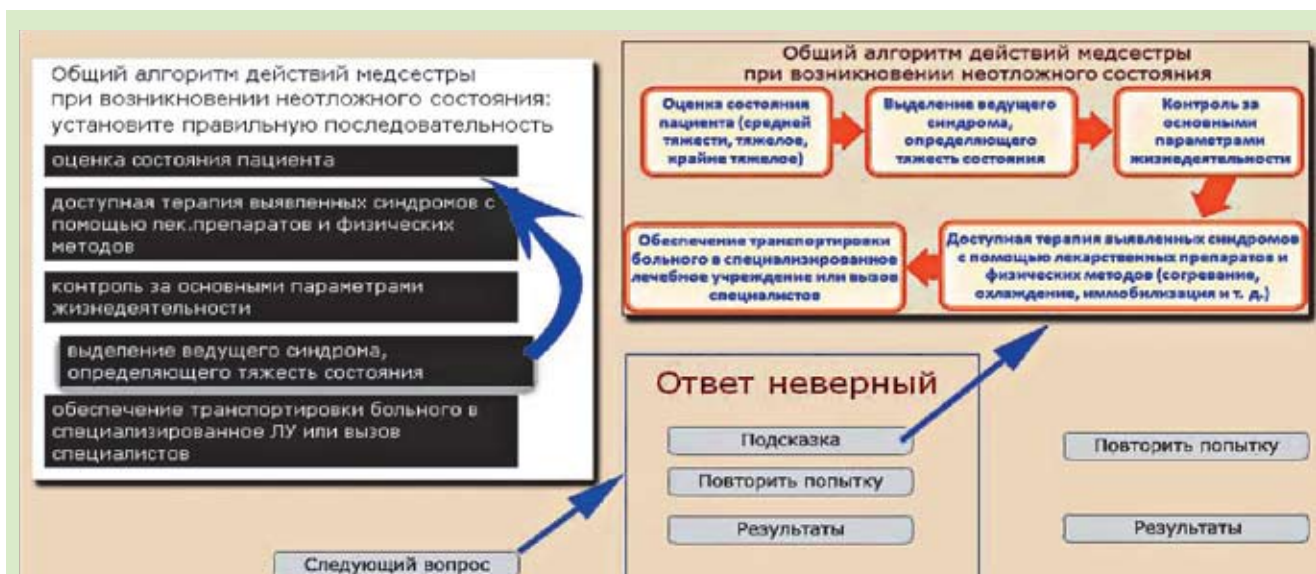 Общий алгоритм действий медсестры
при возникновении неотложного состояния:
установите правильную последовательность
оценка состояния пациента
доступная терапия выявленных синдромов с
помощью лек.препаратов и физических
методов
контроль за основными параметрами
жизнедеятельности
выделение ведущего синдрома,
определяющего тяжесть состояния
обеспечение транспортировки больного в
специализированное ЛУ или вызов
специалистов
Следующий вопрос
Общий алгоритм действий медсестры
при возникновении неотложного состояния
Оценка состояния
пациента (средней
тяжести, тяжелое,
крайне тяжелое)
Выделение ведущего
синдрома,
определяющего
тяжесть состояния
Контроль за
основными
параметрами
жизнедеятельности
Доступная терапия выявленных синдромов
с помощью лекарственных препаратов и
физических методов (согревание,
охлаждение, иммобилизация и т. д.)
Обеспечение транспортировки
больного в специализированное
лечебное учреждение или вызов
специалистов
Ответ неверный
Подсказка
Повторить попытку
Результаты
Повторить попытку
Результаты